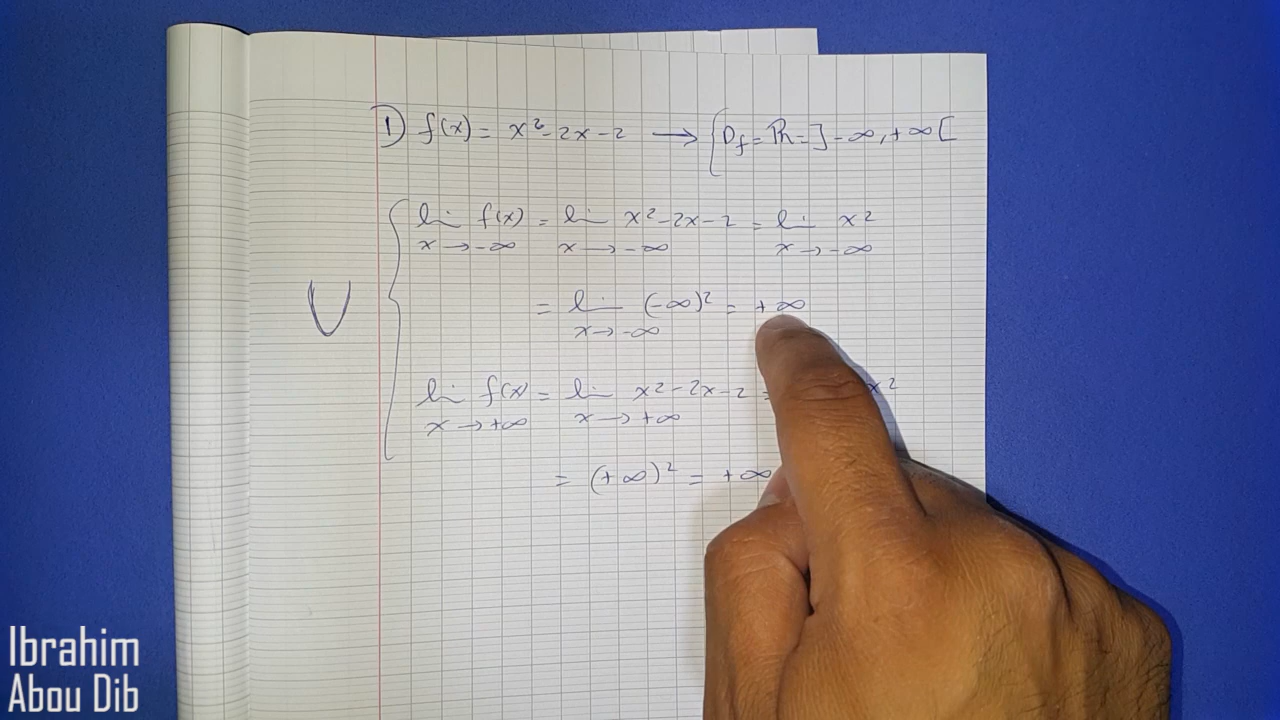 1) f(x) = x² - 2x - 2 → { Df = ℝ = ]-∞, +∞[
lim f(x) = lim x² - 2x - 2 = lim x²
x → -∞ x → -∞ x → -∞
= lim (-∞)² = +∞
x → -∞
lim f(x) = lim x² - 2x - 2 = x²
x → +∞ x → +∞
= (+∞)² = +∞
Ibrahim
Abou Dib